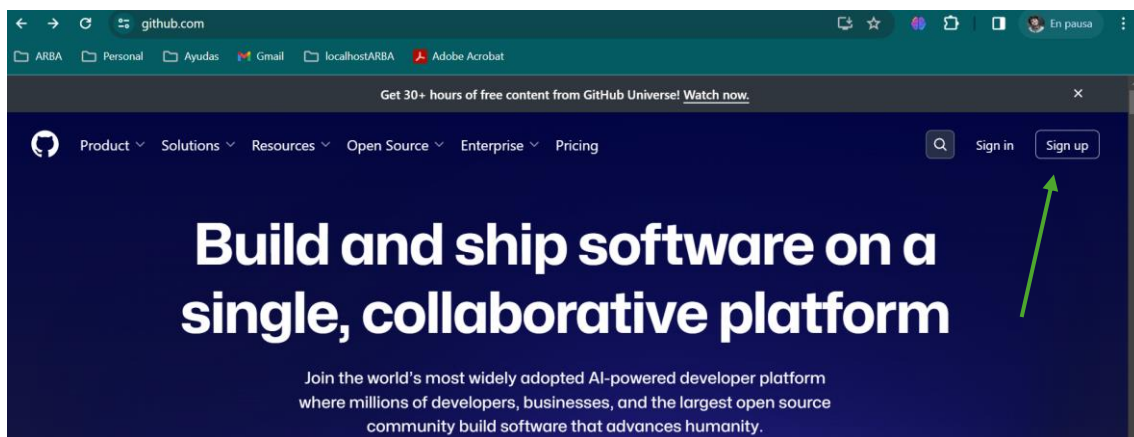 github.com
En pausa
ARBA Personal Ayudas Gmail localhostARBA Adobe Acrobat
Get 30+ hours of free content from GitHub Universe! Watch now.
Product Solutions Resources Open Source Enterprise Pricing Sign in Sign up
Build and ship software on a
single, collaborative platform
Join the world's most widely adopted AI-powered developer platform
where millions of developers, businesses, and the largest open source
community build software that advances humanity.